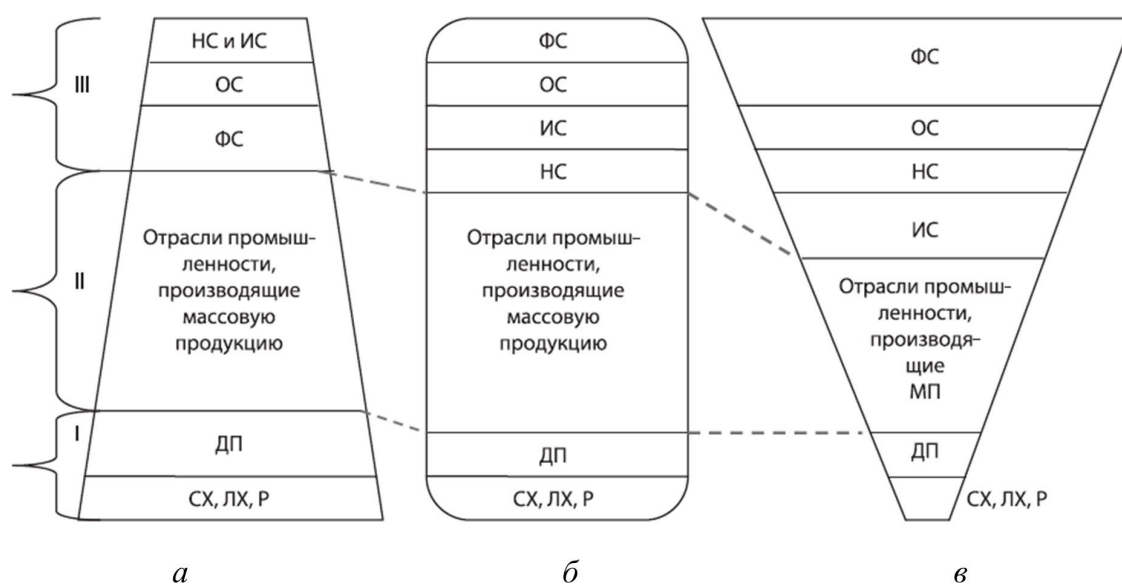 III
НС и ИС
ОС
ФС
II
Отрасли промыш-
ленности,
производящие
массовую
продукцию
I
ДП
СХ, ЛХ, Р
а
ФС
ОС
ИС
НС
Отрасли промыш-
ленности,
производящие
массовую
продукцию
ДП
СХ, ЛХ, Р
б
ФС
ОС
НС
ИС
Отрасли промыш-
ленности,
производя-
щие
МП
ДП
СХ, ЛХ, Р
в